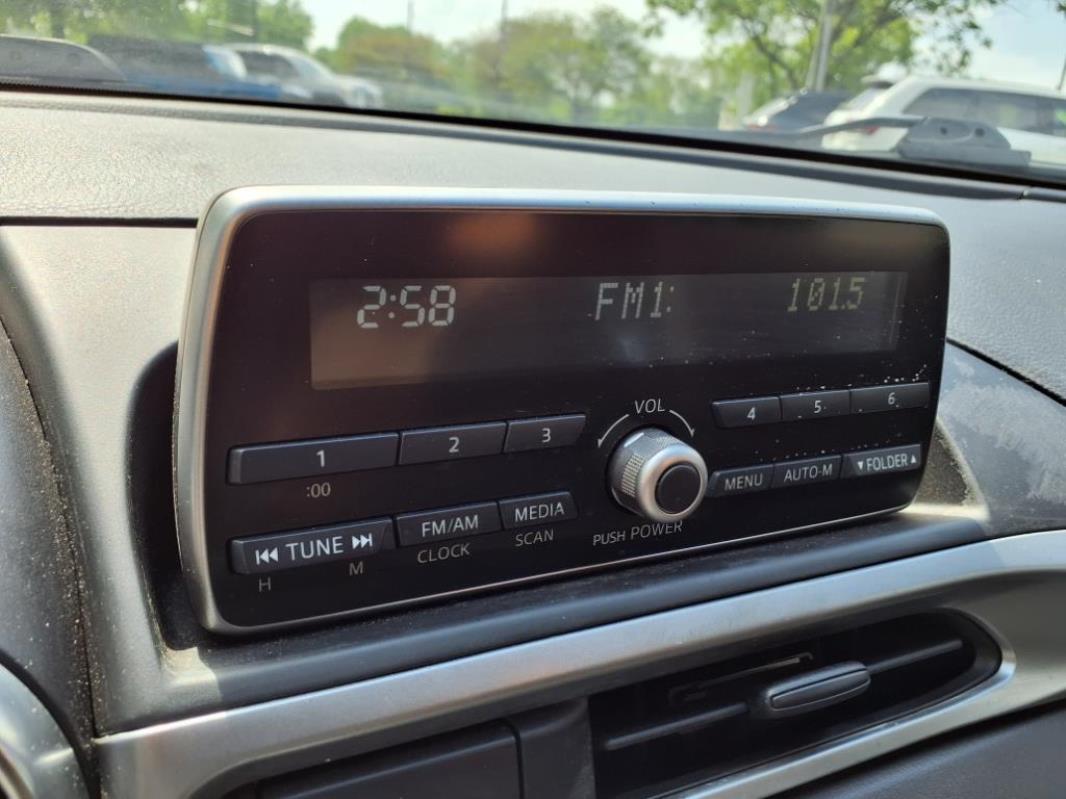 2:58 FM1: 101.5
VOL
1 2 3 4 5 6
:00
⏮ TUNE ⏭ FM/AM MEDIA MENU AUTO-M ▼FOLDER▲
H M CLOCK SCAN PUSH POWER